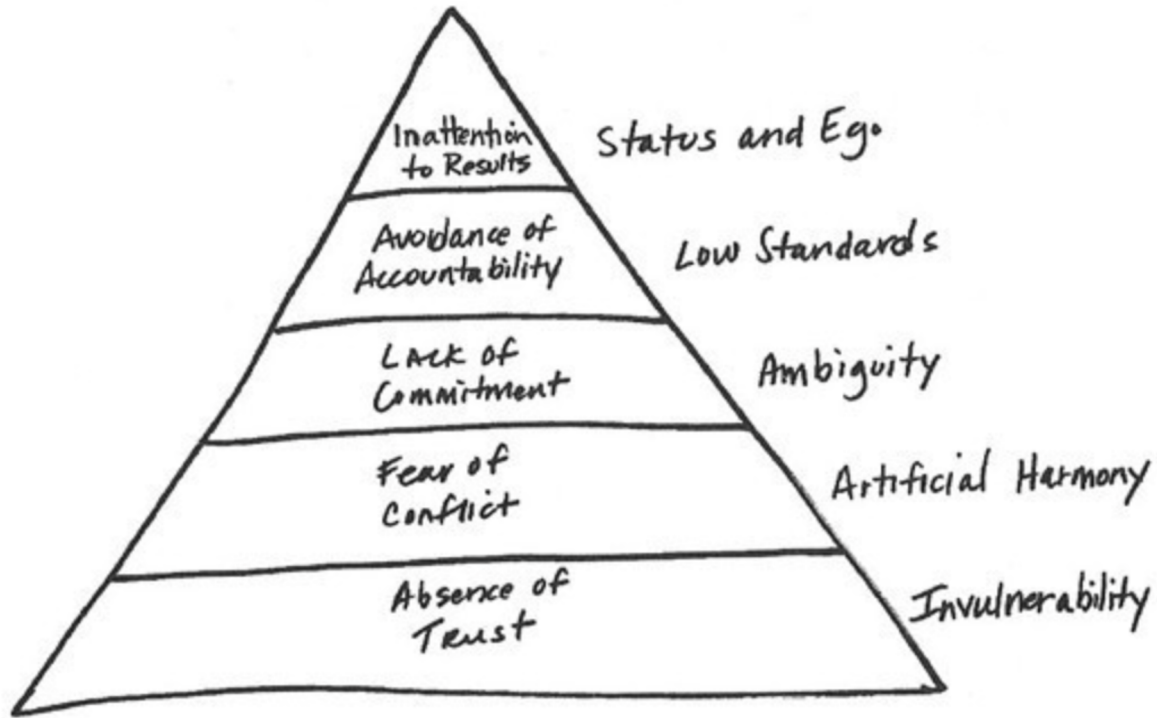 Inattention
to Results
Status and Ego
Avoidance of
Accountability
Low Standards
Lack of
Commitment
Ambiguity
Fear of
Conflict
Artificial Harmony
Absence of
Trust
Invulnerability